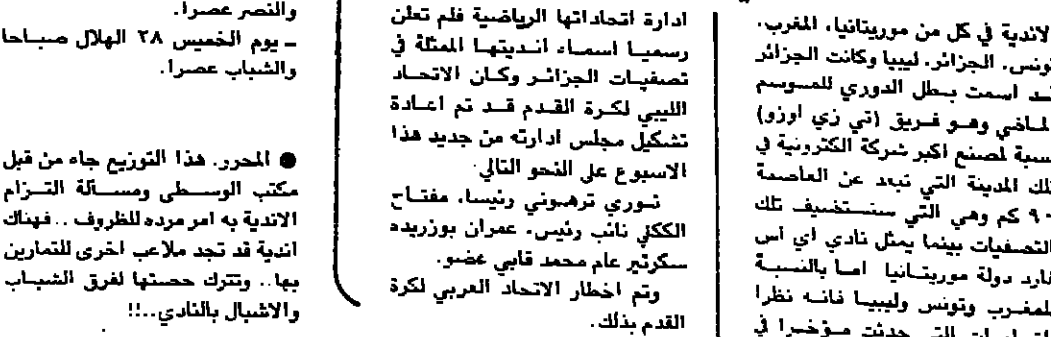 الاندية في كل من موريتانيا، المغرب،
تونس، الجزائر، ليبيا وكانت الجزائر
قد اسمت بطل الدوري للموسم
الماضي وهو فريق (تي زي اوزو)
نسبة لمصنع اكبر شركة الكترونية في
تلك المدينة التي تبعد عن العاصمة
٩٠ كم وهي التي ستستضيف تلك
التصفيات بينما يمثل نادي اي اس
قارد دولة موريتانيا اما بالنسبة
للمغرب وتونس وليبيا فانه نظرا
التي حدثت مؤخرا في
ادارة اتحاداتها الرياضية فلم تعلن
رسميا اسماء انديتها الممثلة في
تصفيات الجزائر وكان الاتحاد
الليبي لكرة القدم قد تم اعادة
تشكيل مجلس ادارته من جديد هذا
الاسبوع على النحو التالي:
نوري ترهوني رئيسا، مفتاح
الككلي نائب رئيس، عمران بوزريده
سكرتير عام محمد قابي عضو.
وتم اخطار الاتحاد العربي لكرة
القدم بذلك.
والنصر عصرا.
ـ يوم الخميس ٢٨ الهلال صباحا
والشباب عصرا.
● المحرر. هذا التوزيع جاء من قبل
مكتب الوسطى ومسألة التزام
الاندية به امر مرده للظروف .. فهناك
اندية قد تجد ملاعب اخرى للتمارين
بها .. وتترك حصتها لفرق الشباب
والاشبال بالنادي..!!